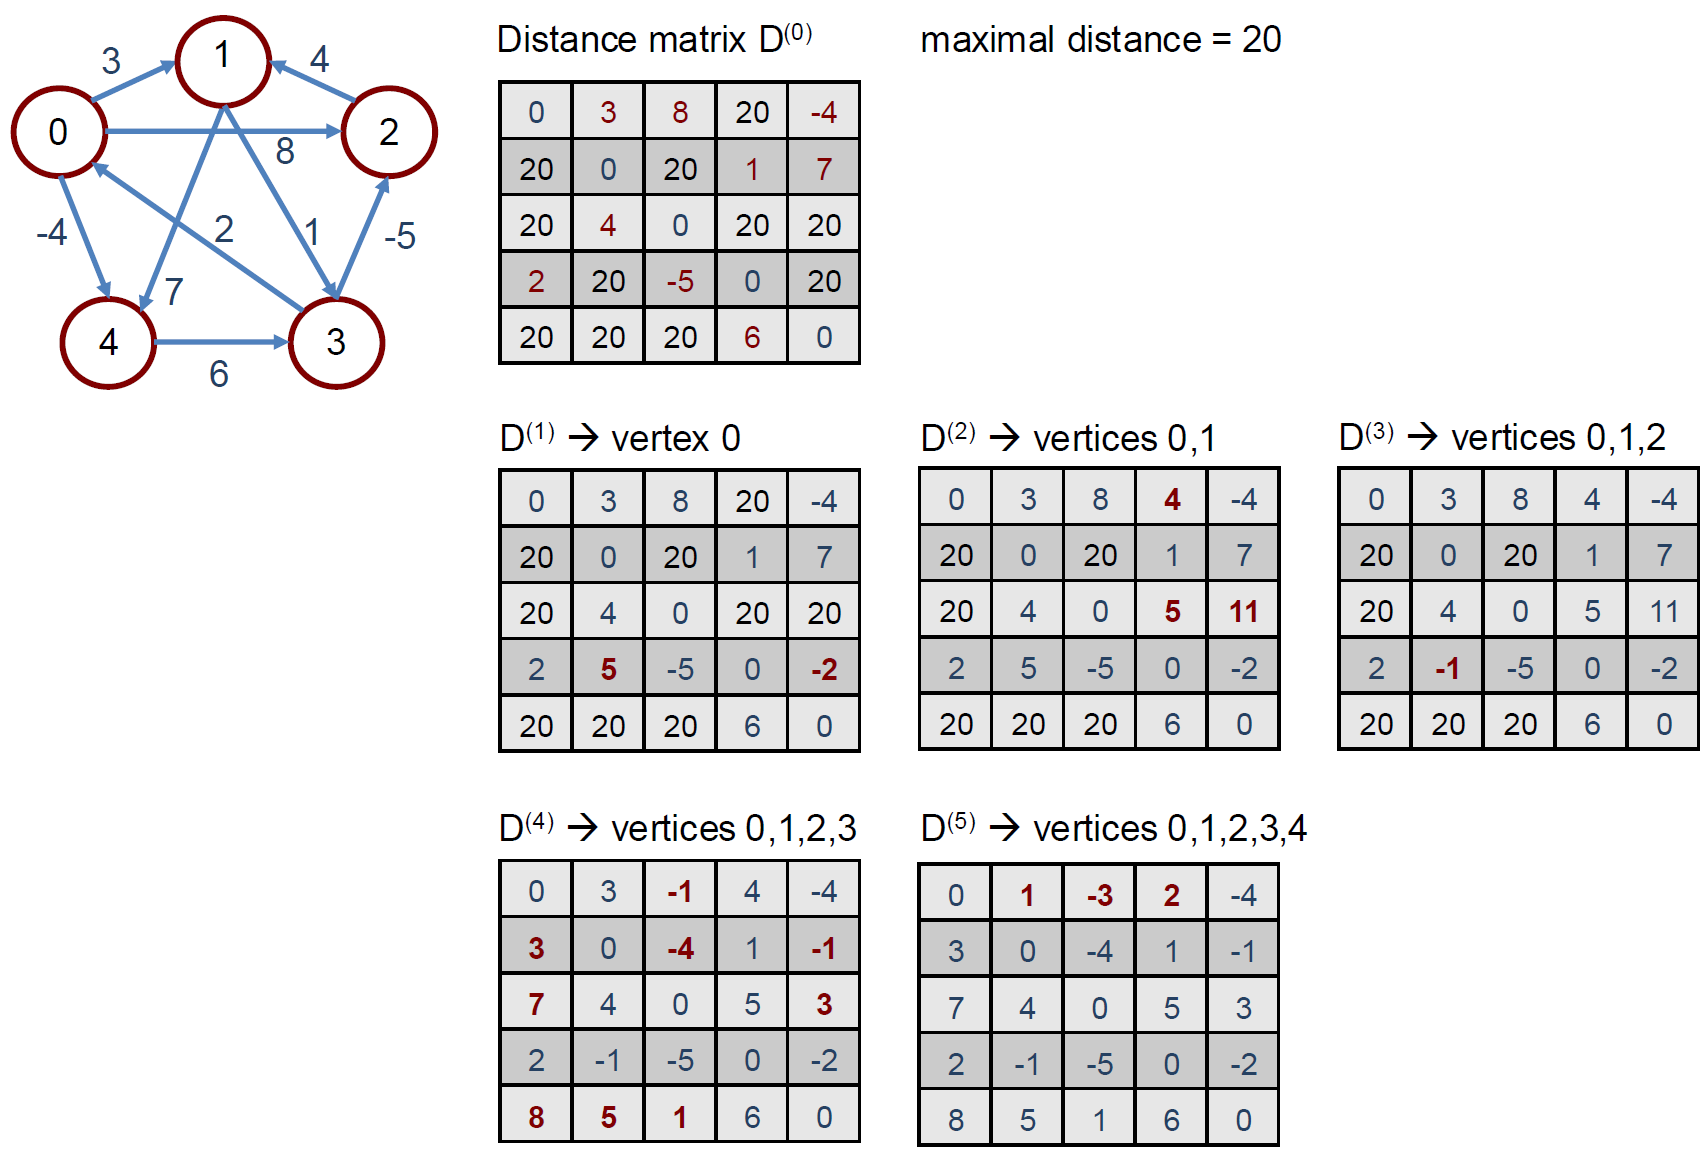 3
1
4
0
2
8
-4
2
1
-5
7
4
3
6
Distance matrix D(0)
maximal distance = 20
0 3 8 20 -4
20 0 20 1 7
20 4 0 20 20
2 20 -5 0 20
20 20 20 6 0
D(1) → vertex 0
0 3 8 20 -4
20 0 20 1 7
20 4 0 20 20
2 5 -5 0 -2
20 20 20 6 0
D(2) → vertices 0,1
0 3 8 4 -4
20 0 20 1 7
20 4 0 5 11
2 5 -5 0 -2
20 20 20 6 0
D(3) → vertices 0,1,2
0 3 8 4 -4
20 0 20 1 7
20 4 0 5 11
2 -1 -5 0 -2
20 20 20 6 0
D(4) → vertices 0,1,2,3
0 3 -1 4 -4
3 0 -4 1 -1
7 4 0 5 3
2 -1 -5 0 -2
8 5 1 6 0
D(5) → vertices 0,1,2,3,4
0 1 -3 2 -4
3 0 -4 1 -1
7 4 0 5 3
2 -1 -5 0 -2
8 5 1 6 0